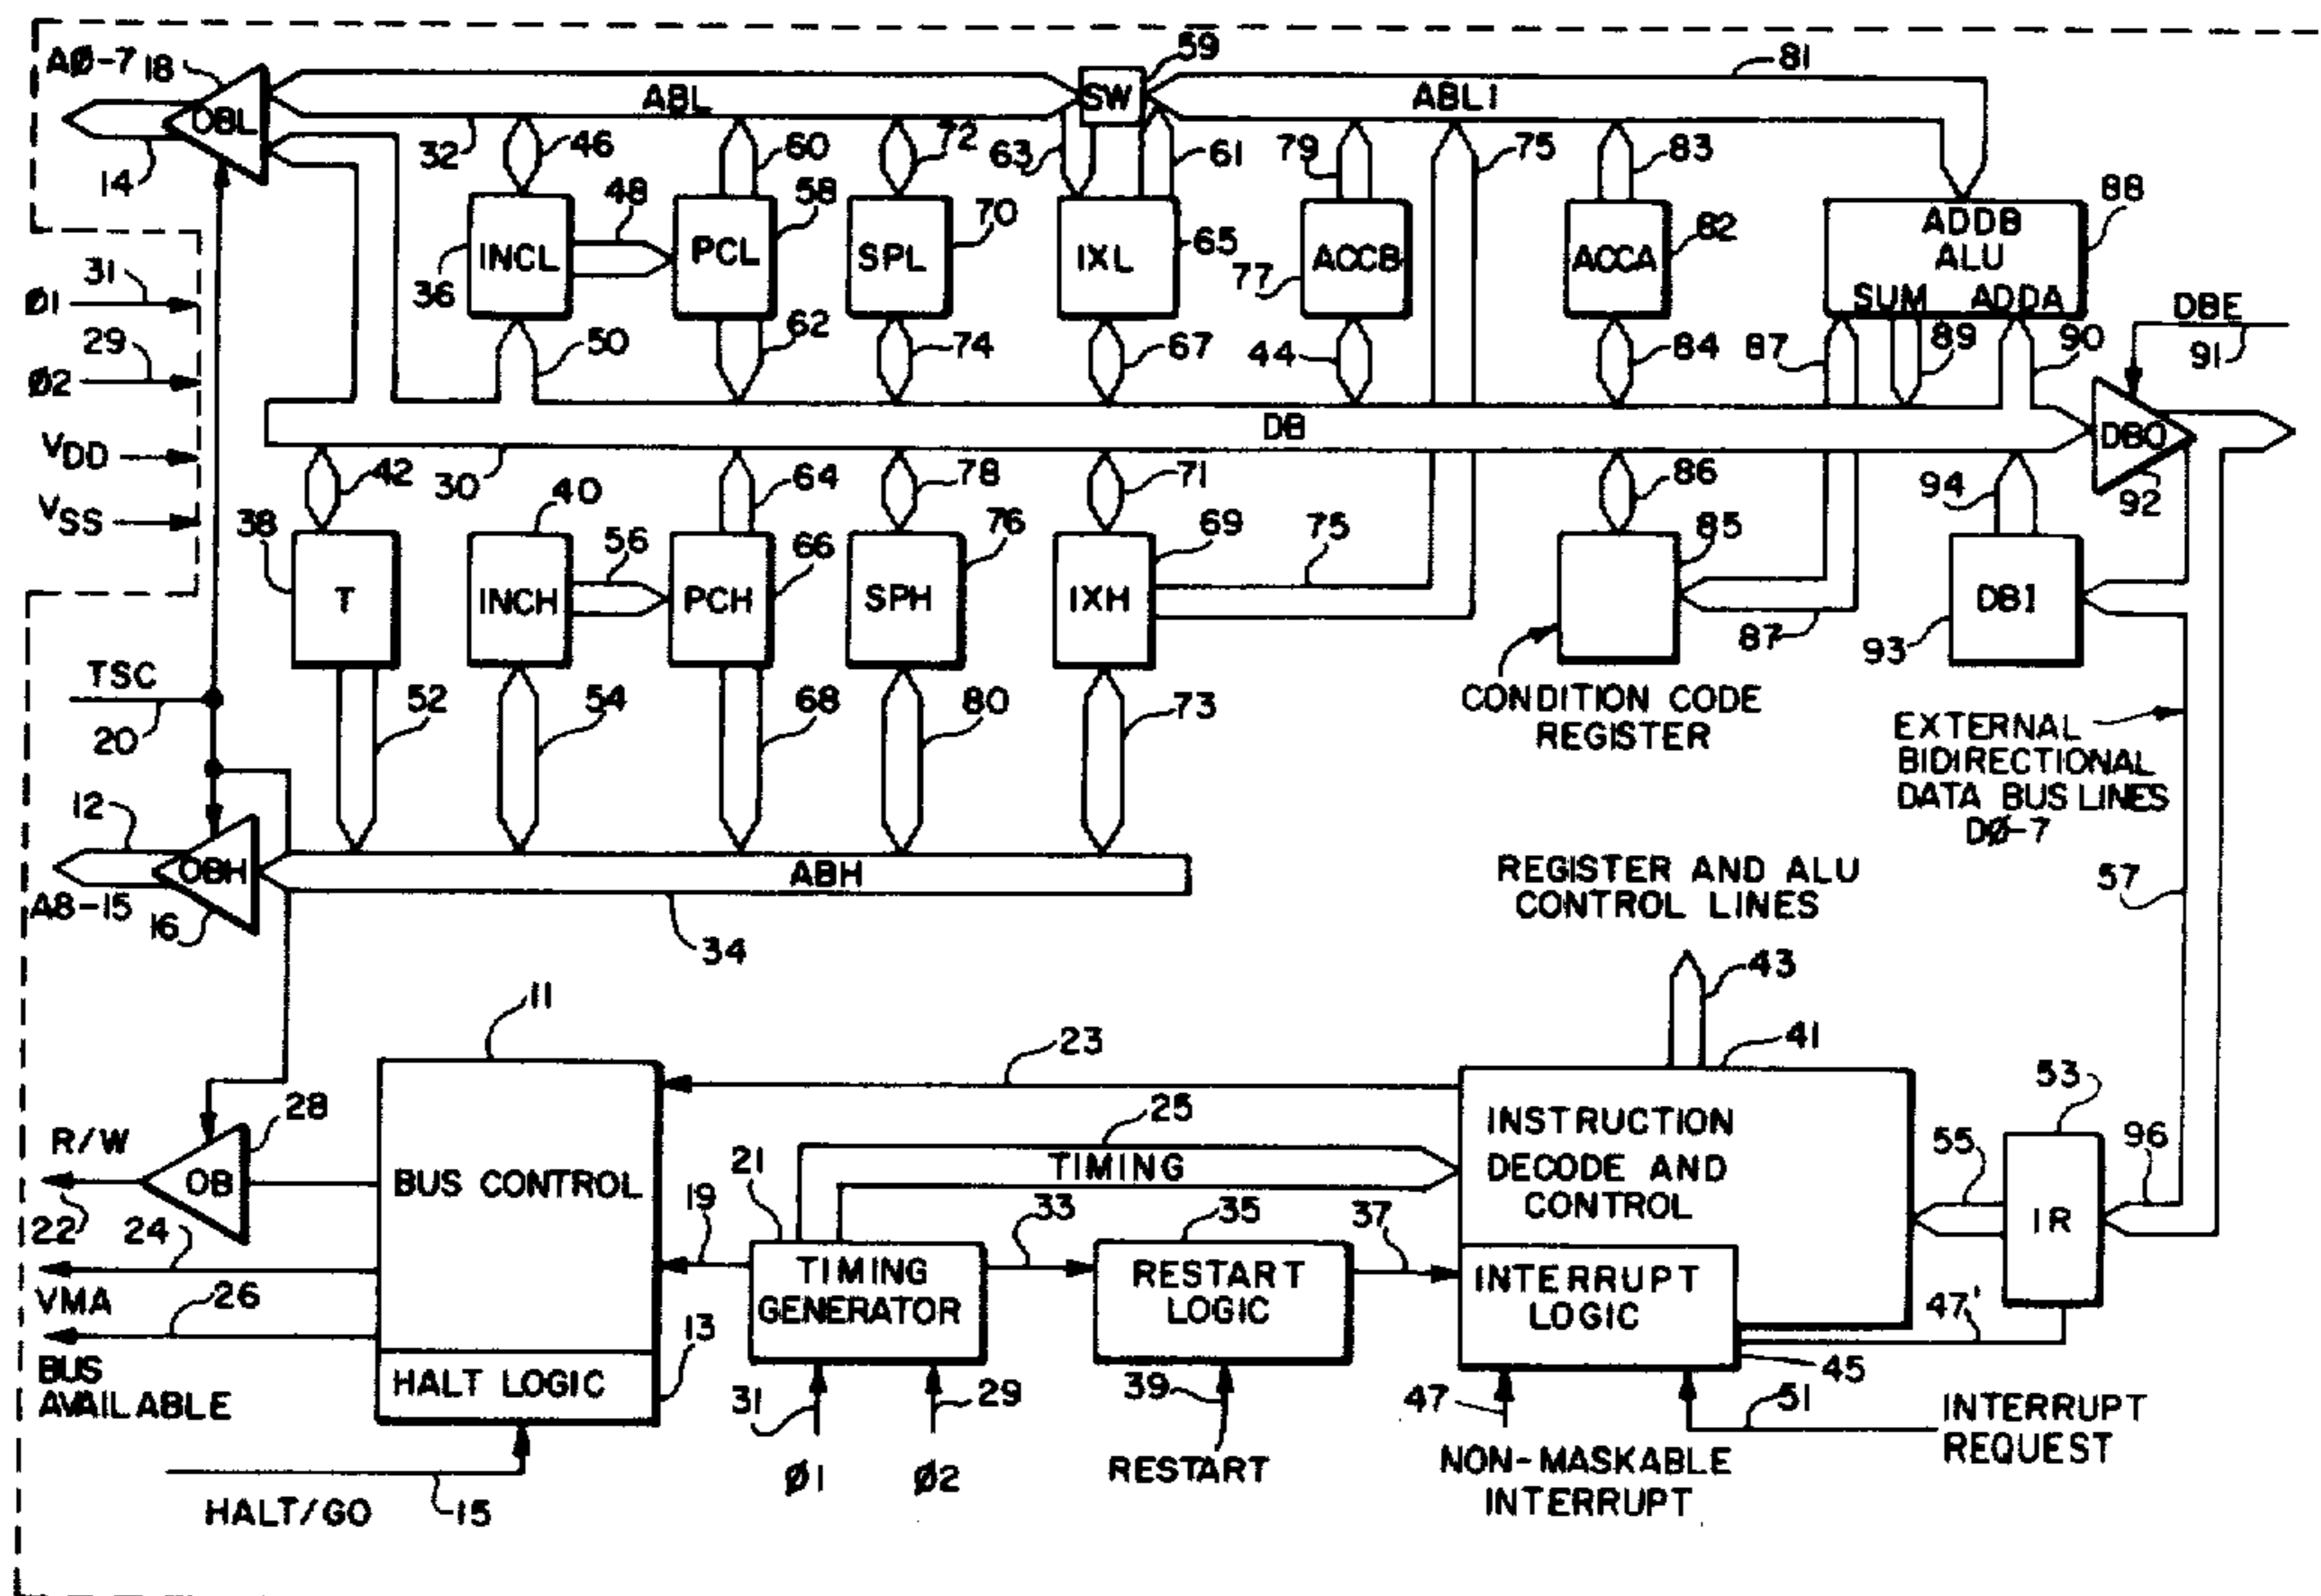 AØ-7 18 59 81
DBL ABL SW ABLI
14 32 46 60 72 63 61 79 75 83
INCL 48 PCL 58 SPL 70 IXL 65 ACCB ACCA 82 ADDB ALU 88
36 77 SUM ADDA
Ø1 31
50 62 74 67 44 84 87 89 90 DBE 91
Ø2 29
DB DBO
VDD
42 30 64 78 71 86 94 92
VSS
38 40 56 66 76 69 75 85
T INCH PCH SPH IXH 87 DBI 93
TSC 20
52 54 68 80 73
CONDITION CODE
REGISTER
EXTERNAL
BIDIRECTIONAL
DATA BUS LINES
DØ-7
12 OBH ABH
A8-15 16 34
REGISTER AND ALU
CONTROL LINES
57
43
11 23 41 53
28 25
R/W OB BUS CONTROL 21 TIMING
INSTRUCTION
DECODE AND
CONTROL
55 IR 96
22 24 19 33 35 37
TIMING
GENERATOR
RESTART
LOGIC
INTERRUPT
LOGIC
47'
VMA 26
13 45
BUS
AVAILABLE
HALT LOGIC
31 29 39 47 51
HALT/GO 15
Ø1 Ø2 RESTART
NON-MASKABLE
INTERRUPT
INTERRUPT
REQUEST